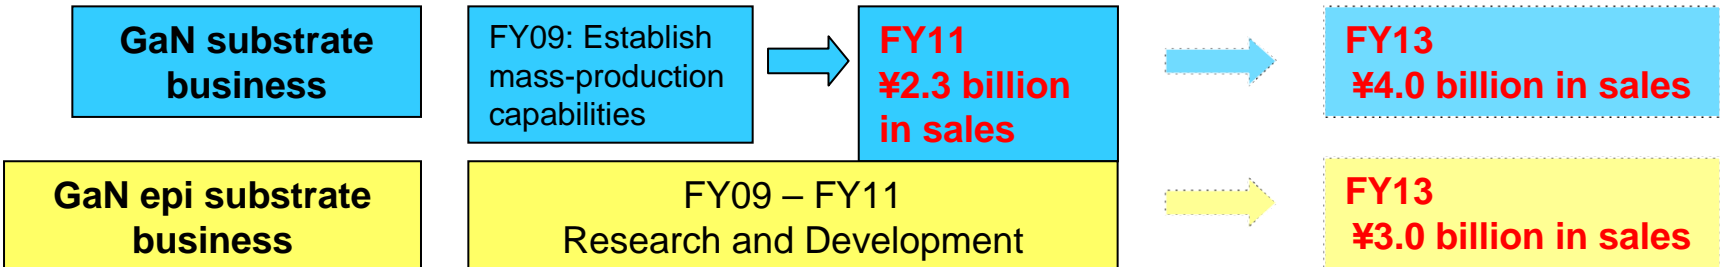 GaN substrate
business
FY09: Establish
mass-production
capabilities
FY11
¥2.3 billion
in sales
FY13
¥4.0 billion in sales
GaN epi substrate
business
FY09 – FY11
Research and Development
FY13
¥3.0 billion in sales